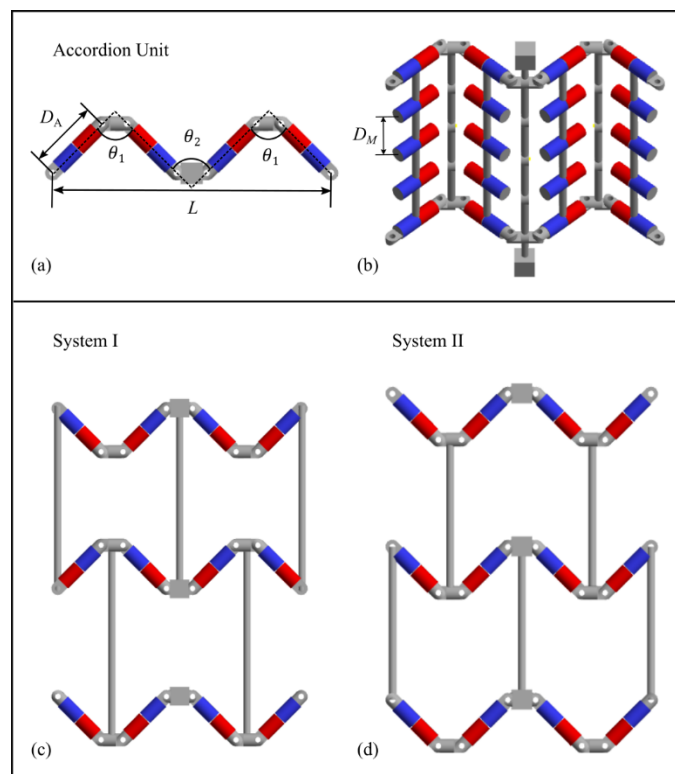 Accordion Unit
D_A
θ_1
θ_2
θ_1
L
(a)
D_M
(b)
System I
System II
(c)
(d)